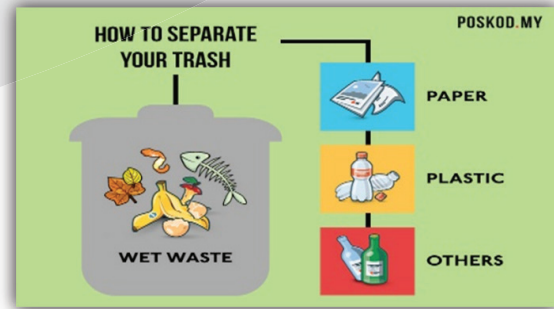 HOW TO SEPARATE
YOUR TRASH
POSKOD.MY
WET WASTE
PAPER
PLASTIC
OTHERS